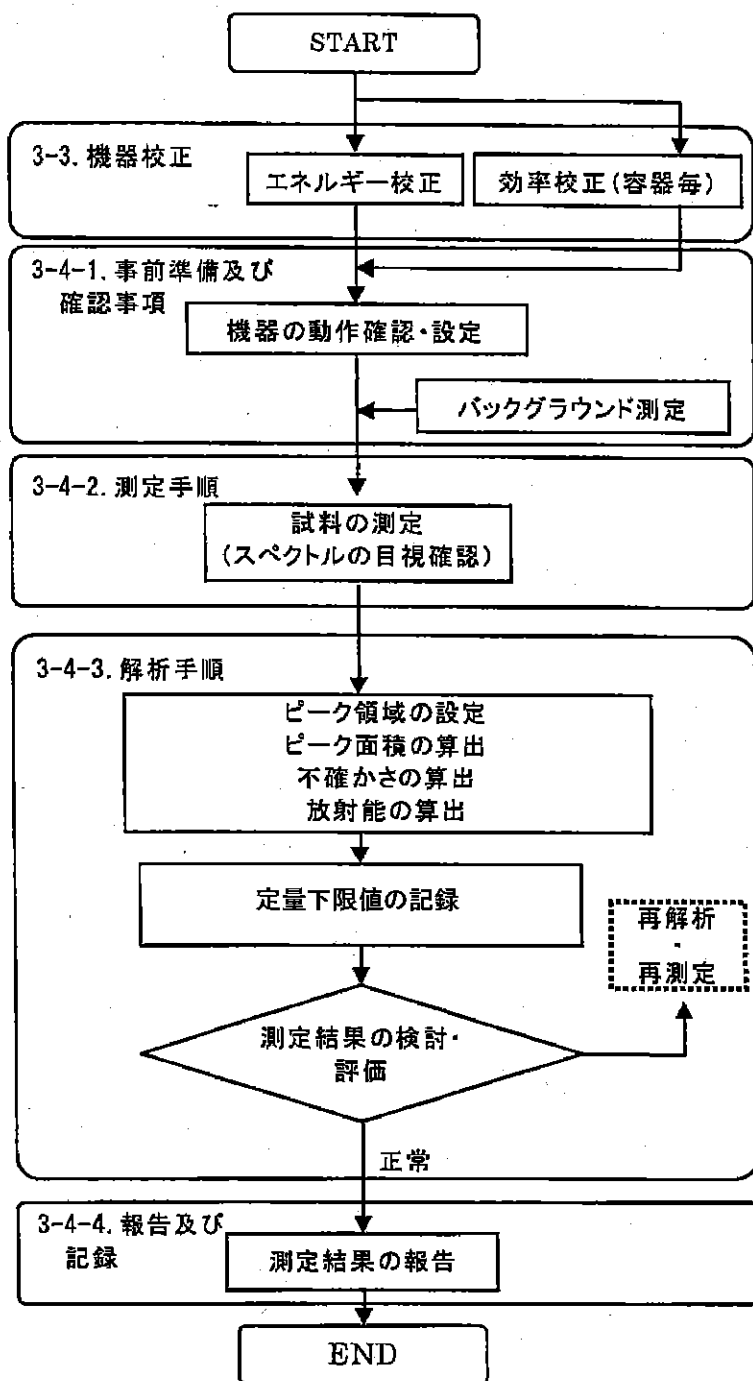 START
3-3. 機器校正
エネルギー校正
効率校正(容器毎)
3-4-1. 事前準備及び
確認事項
機器の動作確認・設定
バックグラウンド測定
3-4-2. 測定手順
試料の測定
(スペクトルの目視確認)
3-4-3. 解析手順
ピーク領域の設定
ピーク面積の算出
不確かさの算出
放射能の算出
定量下限値の記録
再解析
・
再測定
測定結果の検討・
評価
正常
3-4-4. 報告及び
記録
測定結果の報告
END